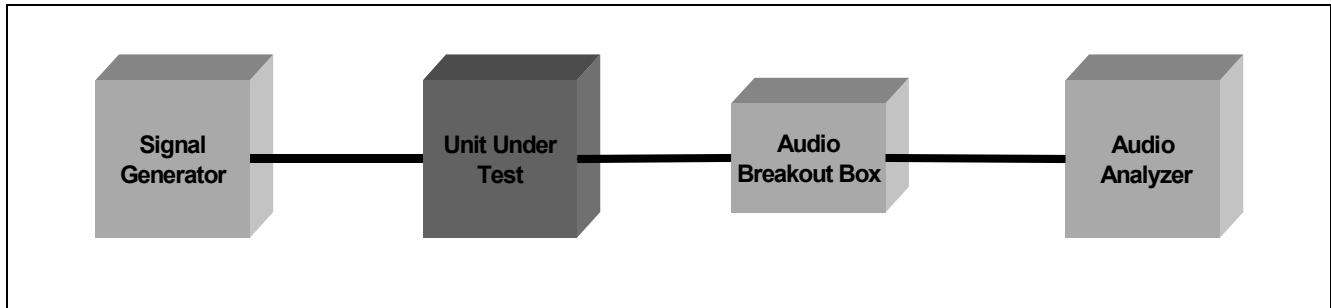 Signal
Generator
Unit Under
Test
Audio
Breakout Box
Audio
Analyzer